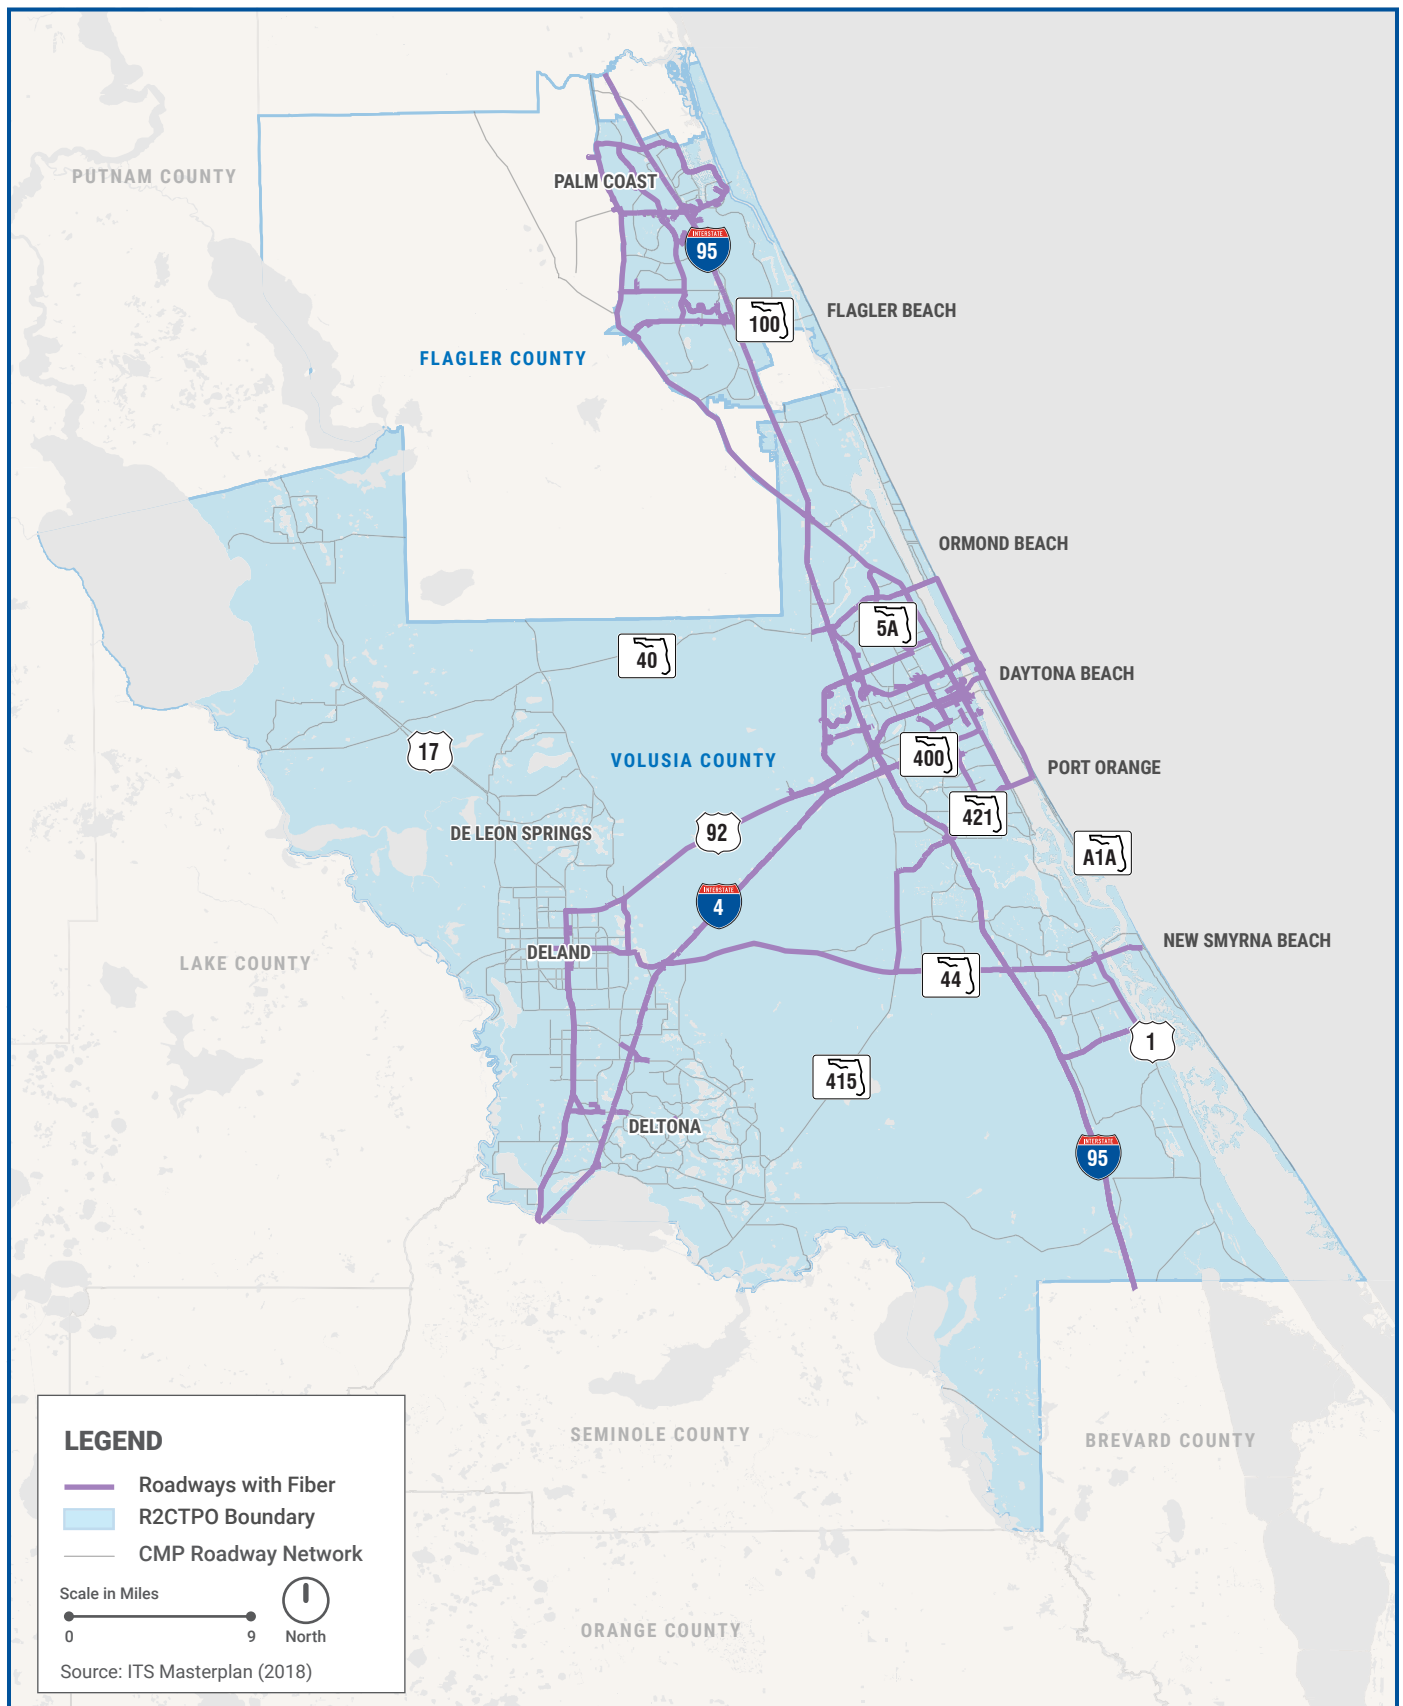 PUTNAM COUNTY
PALM COAST
INTERSTATE
95
100
FLAGLER BEACH
FLAGLER COUNTY
ORMOND BEACH
5A
40
DAYTONA BEACH
17
VOLUSIA COUNTY
400
PORT ORANGE
421
DE LEON SPRINGS
92
A1A
INTERSTATE
4
NEW SMYRNA BEACH
DELAND
LAKE COUNTY
44
1
415
DELTONA
INTERSTATE
95
SEMINOLE COUNTY
BREVARD COUNTY
ORANGE COUNTY
LEGEND
Roadways with Fiber
R2CTPO Boundary
CMP Roadway Network
Scale in Miles
0 9 North
Source: ITS Masterplan (2018)